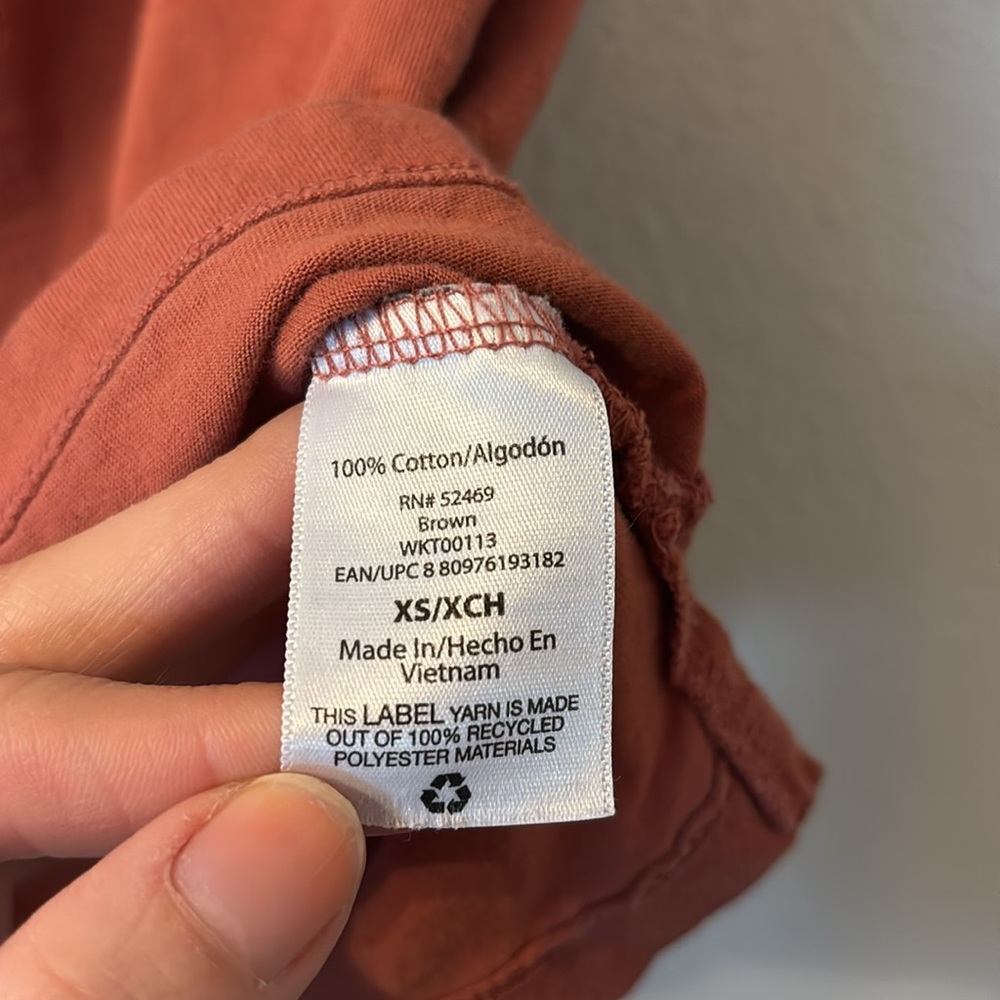 100% Cotton/Algodón
RN# 52469
Brown
WKT00113
EAN/UPC 8 80976193182
XS/XCH
Made In/Hecho En
Vietnam
THIS LABEL YARN IS MADE
OUT OF 100% RECYCLED
POLYESTER MATERIALS